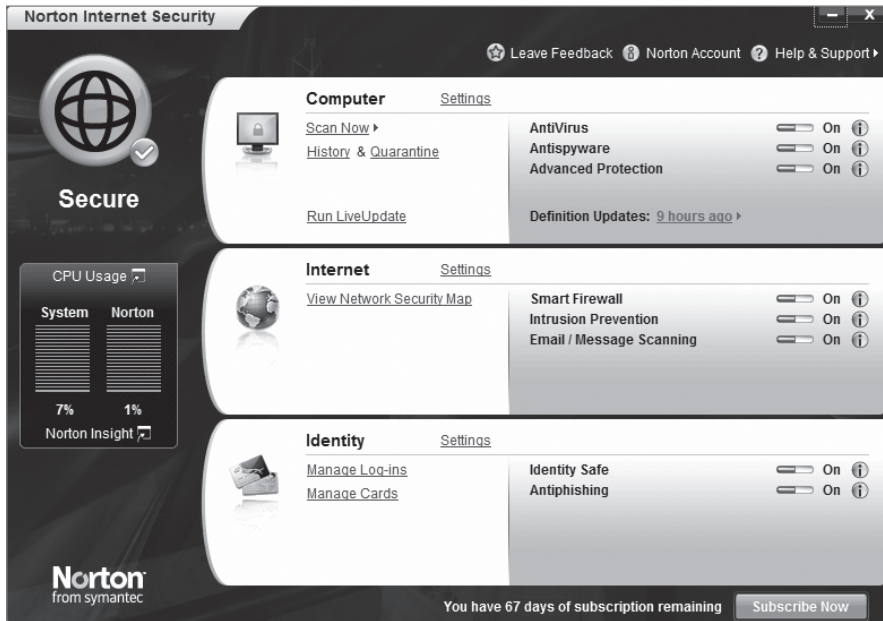 Norton Internet Security
– X
Leave Feedback Norton Account ? Help & Support
Secure
CPU Usage
System Norton
7% 1%
Norton Insight
Norton
from symantec
Computer Settings
Scan Now
History & Quarantine
Run LiveUpdate
AntiVirus On i
Antispyware On i
Advanced Protection On i
Definition Updates: 9 hours ago
Internet Settings
View Network Security Map
Smart Firewall On i
Intrusion Prevention On i
Email / Message Scanning On i
Identity Settings
Manage Log-ins
Manage Cards
Identity Safe On i
Antiphishing On i
You have 67 days of subscription remaining Subscribe Now